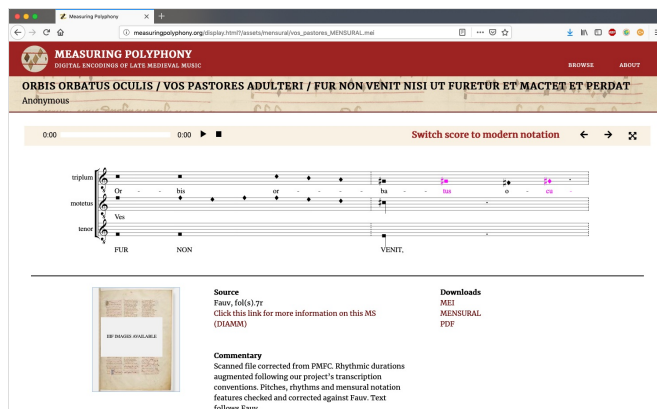 Measuring Polyphony
measuringpolyphony.org/display.html?/assets/mensural/vos_pastores_MENSURAL.mei
MEASURING POLYPHONY
DIGITAL ENCODINGS OF LATE MEDIEVAL MUSIC
BROWSE ABOUT
ORBIS ORBATUS OCULIS / VOS PASTORES ADULTERI / FUR NON VENIT NISI UT FURETUR ET MACTET ET PERDAT
Anonymous
0:00 0:00 Switch score to modern notation
triplum
Or - bis or - - - - ba - tus o - cu -
motetus
Vos
tenor
FUR NON VENIT,
IIIF IMAGES AVAILABLE
Source
Fauv, fol(s).7r
Click this link for more information on this MS
(DIAMM)
Downloads
MEI
MENSURAL
PDF
Commentary
Scanned file corrected from PMFC. Rhythmic durations
augmented following our project's transcription
conventions. Pitches, rhythms and mensural notation
features checked and corrected against Fauv. Text
follows Fauv.